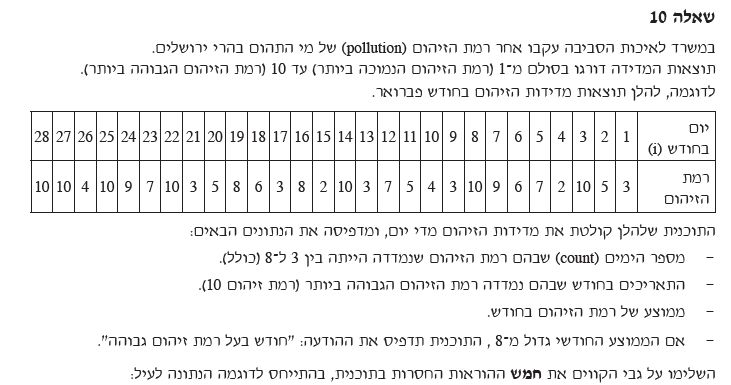 שאלה 10
במשרד לאיכות הסביבה עקבו אחר רמת הזיהום (pollution) של מי התהום בהרי ירושלים.
תוצאות המדידה דורגו בסולם מ־1 (רמת הזיהום הנמוכה ביותר) עד 10 (רמת הזיהום הגבוהה ביותר).
לדוגמה, להלן תוצאות מדידות הזיהום בחודש פברואר.
יום בחודש (i) 1 2 3 4 5 6 7 8 9 10 11 12 13 14 15 16 17 18 19 20 21 22 23 24 25 26 27 28
רמת הזיהום 3 5 10 2 7 6 9 10 3 4 5 7 3 10 2 8 3 6 8 5 3 10 7 9 10 4 10 10
התוכנית שלהלן קולטת את מדידות הזיהום מדי יום, ומדפיסה את הנתונים הבאים:
– מספר הימים (count) שבהם רמת הזיהום שנמדדה הייתה בין 3 ל־8 (כולל).
– התאריכים בחודש שבהם נמדדה רמת הזיהום הגבוהה ביותר (רמת זיהום 10).
– ממוצע של רמת הזיהום בחודש.
– אם הממוצע החודשי גדול מ־8 , התוכנית תדפיס את ההודעה: "חודש בעל רמת זיהום גבוהה".
השלימו על גבי הקווים את חמש ההוראות החסרות בתוכנית, בהתייחס לדוגמה הנתונה לעיל: